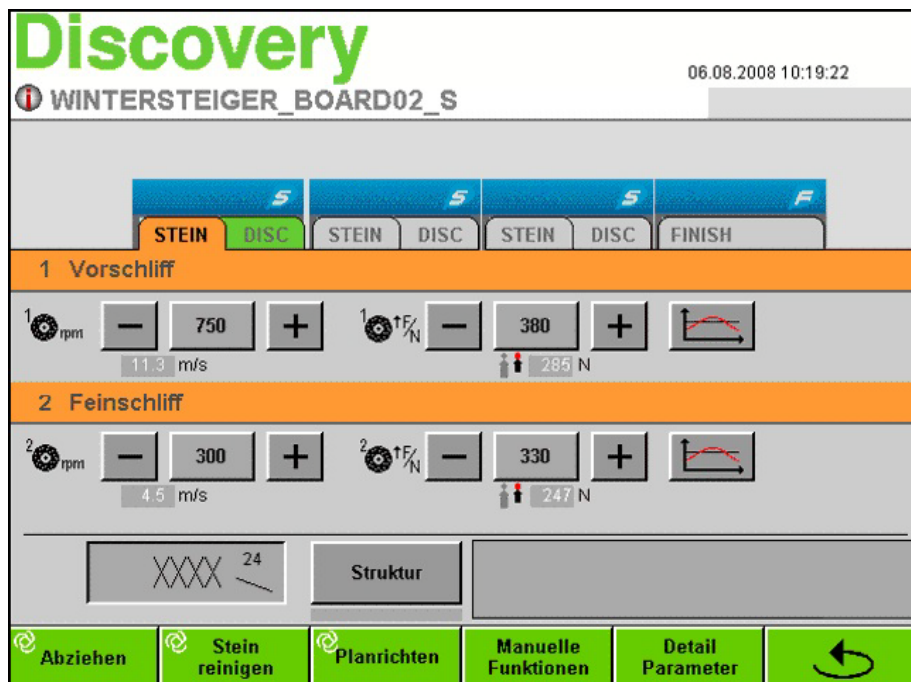 Discovery
06.08.2008 10:19:22
WINTERSTEIGER_BOARD02_S
S S S F
STEIN DISC STEIN DISC STEIN DISC FINISH
1 Vorschliff
1 rpm − 750 + 1 F/N − 380 +
11.3 m/s 285 N
2 Feinschliff
2 rpm − 300 + 2 F/N − 330 +
4.5 m/s 247 N
XXXX 24 Struktur
Abziehen Stein reinigen Planrichten Manuelle Funktionen Detail Parameter